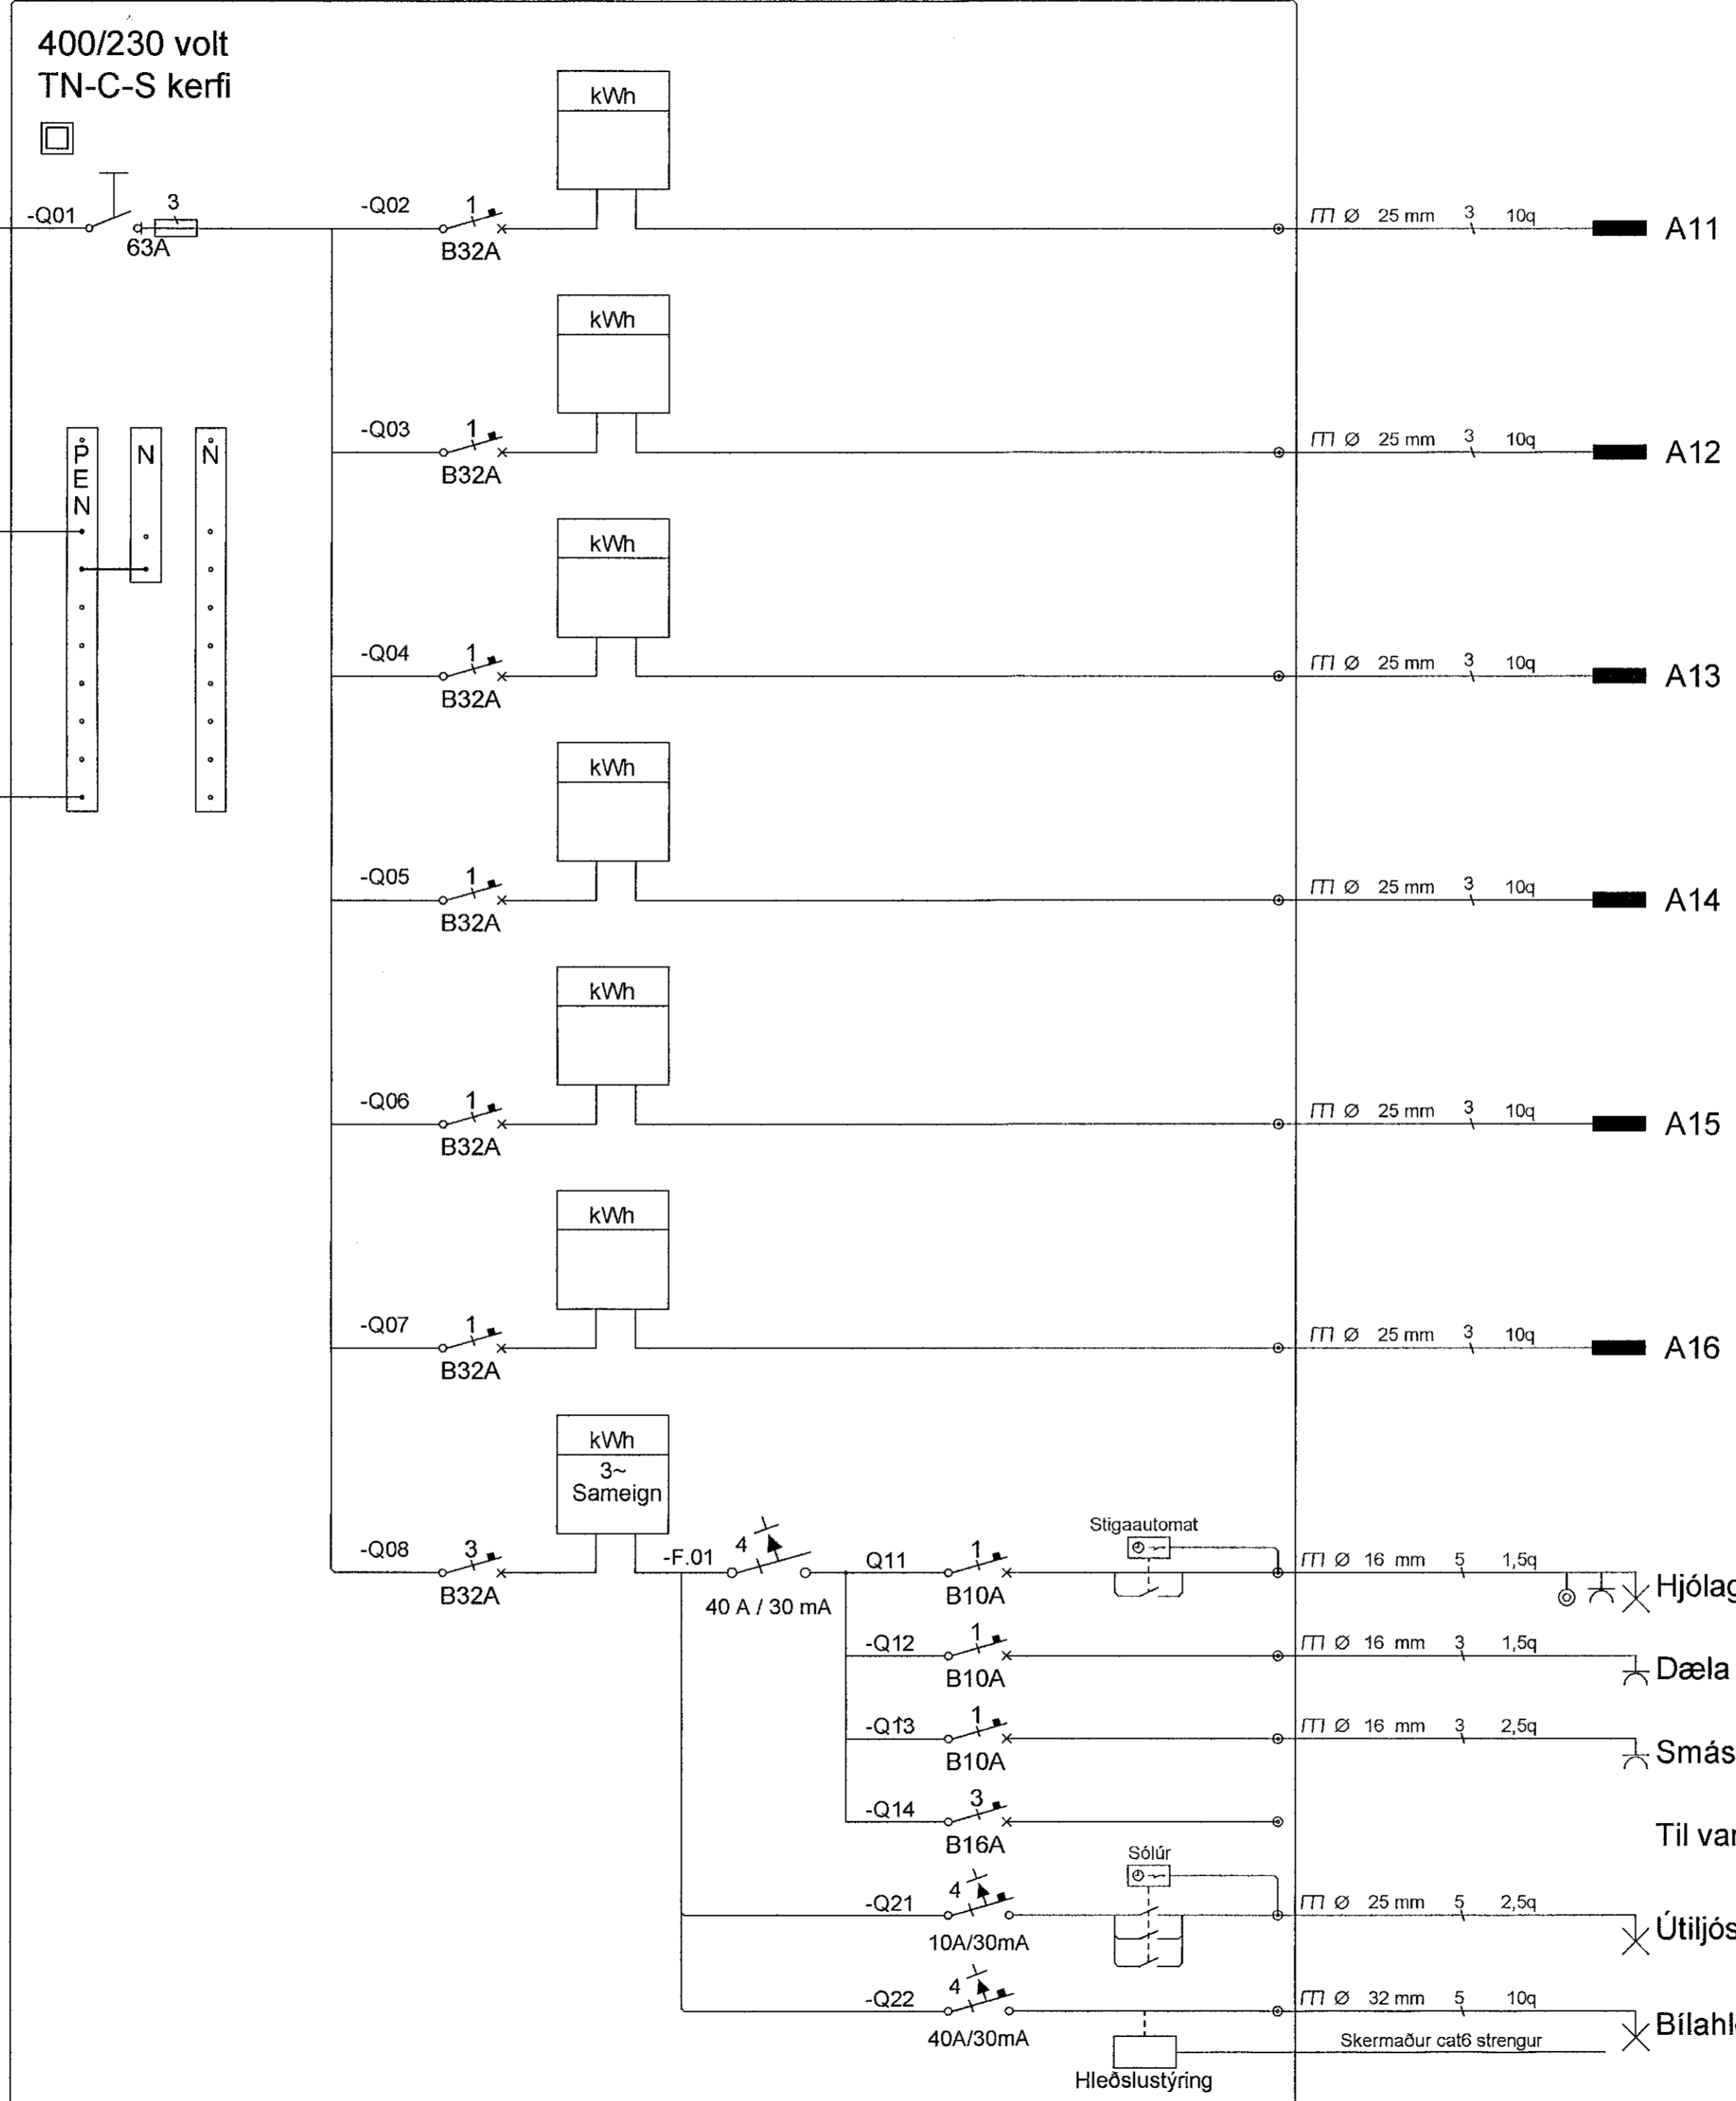 400/230 volt
TN-C-S kerfi
kWh
-Q01
3
63A
-Q02
1
B32A
25 mm 3 10q
A11
kWh
-Q03
1
B32A
25 mm 3 10q
A12
PEN
N
N
kWh
-Q04
1
B32A
25 mm 3 10q
A13
kWh
-Q05
1
B32A
25 mm 3 10q
A14
kWh
-Q06
1
B32A
25 mm 3 10q
A15
kWh
-Q07
1
B32A
25 mm 3 10q
A16
kWh
3~
Sameign
-Q08
3
B32A
-F.01
4
40 A / 30 mA
Q11
1
B10A
Stigaautomat
Ø 16 mm 5 1,5q
-Q12
1
B10A
Ø 16 mm 3 1,5q
Dæla
-Q13
1
B10A
Ø 16 mm 3 2,5q
-Q14
3
B16A
Til
Sólúr
-Q21
4
10A/30mA
Ø 25 mm 5 2,5q
-Q22
4
40A/30mA
Ø 32 mm 5 10q
Skermaður cat6 strengur
Hleðslustýring